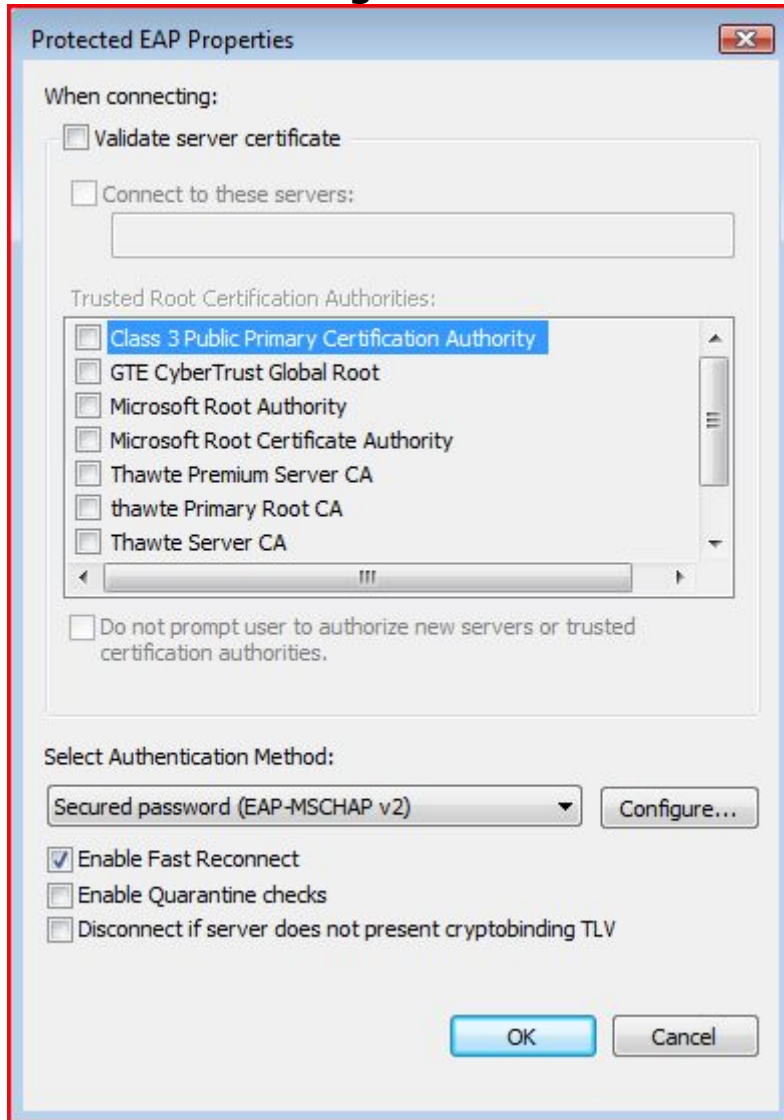 Protected EAP Properties
When connecting:
Validate server certificate
Connect to these servers:
Trusted Root Certification Authorities:
Class 3 Public Primary Certification Authority
GTE CyberTrust Global Root
Microsoft Root Authority
Microsoft Root Certificate Authority
Thawte Premium Server CA
thawte Primary Root CA
Thawte Server CA
Do not prompt user to authorize new servers or trusted
certification authorities.
Select Authentication Method:
Secured password (EAP-MSCHAP v2)
Configure...
Enable Fast Reconnect
Enable Quarantine checks
Disconnect if server does not present cryptobinding TLV
OK
Cancel